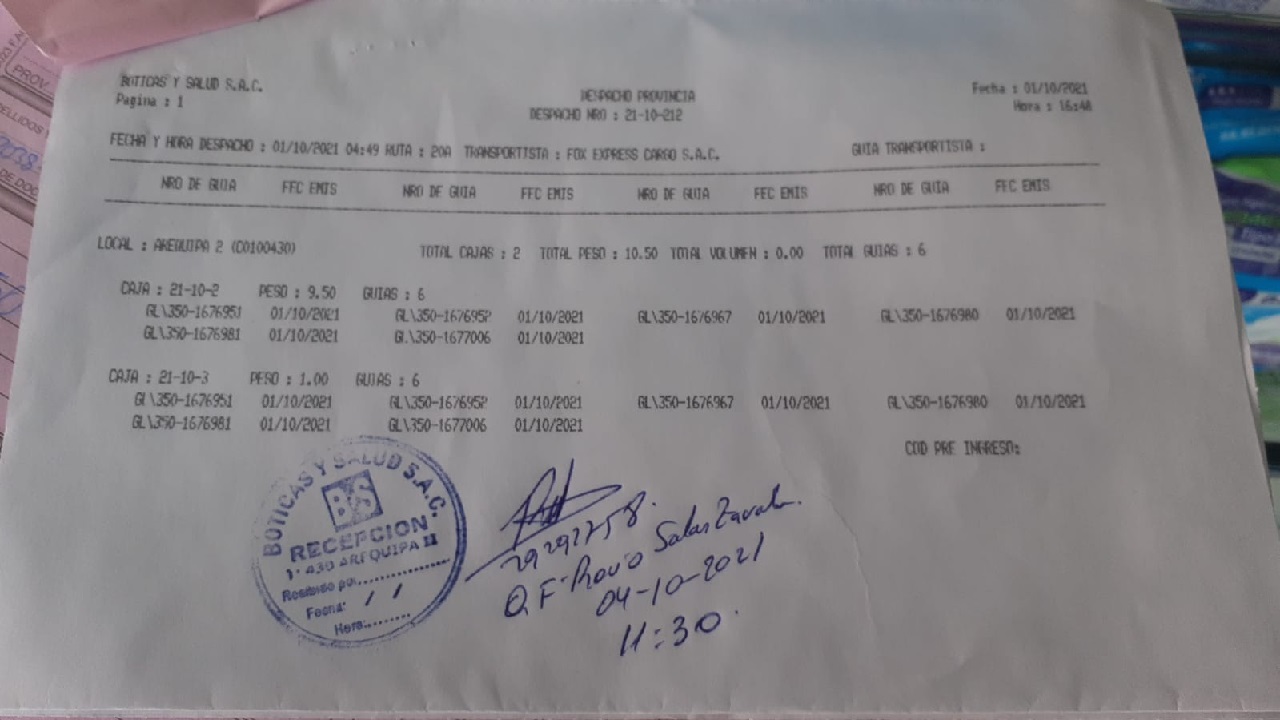 BOTICAS Y SALUD S.A.C.
Pagina : 1
DESPACHO PROVINCIA
DESPACHO NRO : 21-10-212
Fecha : 01/10/2021
Hora : 16:48
FECHA Y HORA DESPACHO : 01/10/2021 04:49 RUTA : 20A TRANSPORTISTA : FOX EXPRESS CARGO S.A.C. GUIA TRANSPORTISTA :
NRO DE GUIA FFC EMIS NRO DE GUIA FFC EMIS NRO DE GUIA FFC EMIS NRO DE GUIA FFC EMIS
LOCAL : AREQUIPA 2 (C0100430) TOTAL CAJAS : 2 TOTAL PESO : 10.50 TOTAL VOLUMEN : 0.00 TOTAL GUIAS : 6
CAJA : 21-10-2 PESO : 9.50 GUIAS : 6
GL\350-1676951 01/10/2021 GL\350-1676952 01/10/2021 GL\350-1676967 01/10/2021 GL\350-1676980 01/10/2021
GL\350-1676981 01/10/2021 GL\350-1677006 01/10/2021
CAJA : 21-10-3 PESO : 1.00 GUIAS : 6
GL\350-1676951 01/10/2021 GL\350-1676952 01/10/2021 GL\350-1676967 01/10/2021 GL\350-1676980 01/10/2021
GL\350-1676981 01/10/2021 GL\350-1677006 01/10/2021
COD PRE INGRESO:
BOTICAS Y SALUD S.A.C.
BS
RECEPCION
430 AREQUIPA II
Recibido por:
Fecha: / /
Hora:
29292758.
Q.F. Rocio Salas Zavala.
04-10-2021
11:30
PROV